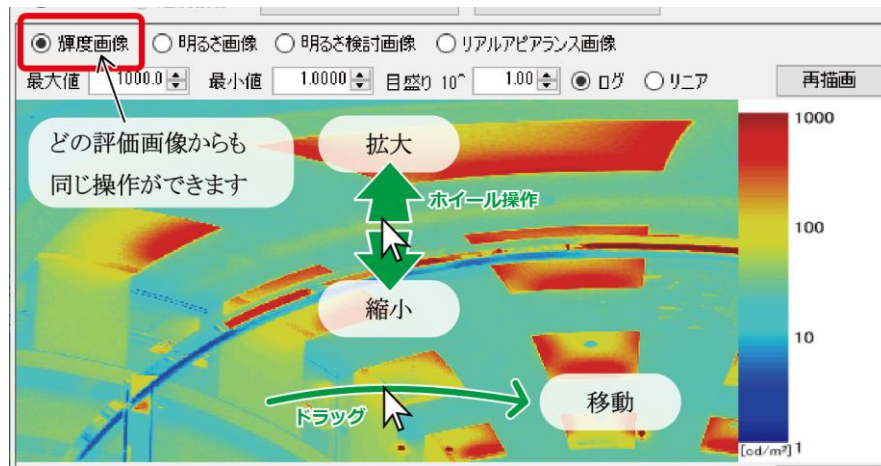 輝度画像 明るさ画像 明るさ検討画像 リアルアピアランス画像
最大値 1000.0 最小値 1.0000 目盛り 10^ 1.00 ログ リニア 再描画
どの評価画像からも
同じ操作ができます
拡大
ホイール操作
縮小
ドラッグ
移動
1000
100
10
[cd/m²] 1